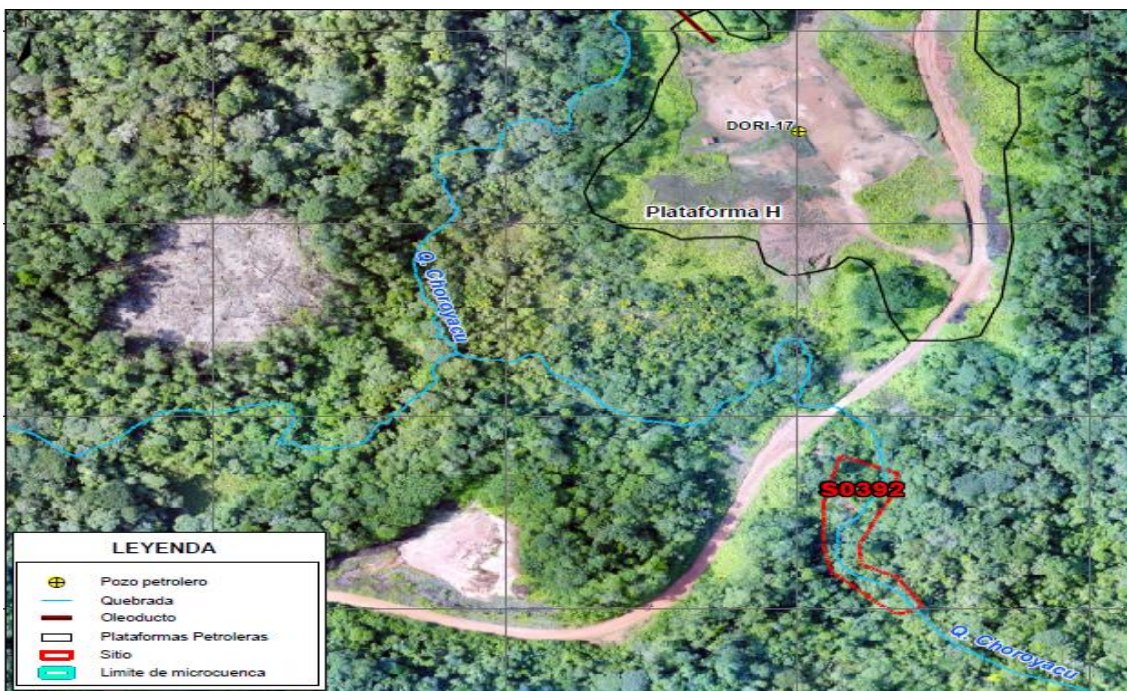 DORI-17
Plataforma H
Q. Choroyacu
S0392
Q. Choroyacu
LEYENDA
Pozo petrolero
Quebrada
Oleoducto
Plataformas Petroleras
Sitio
Limite de microcuenca